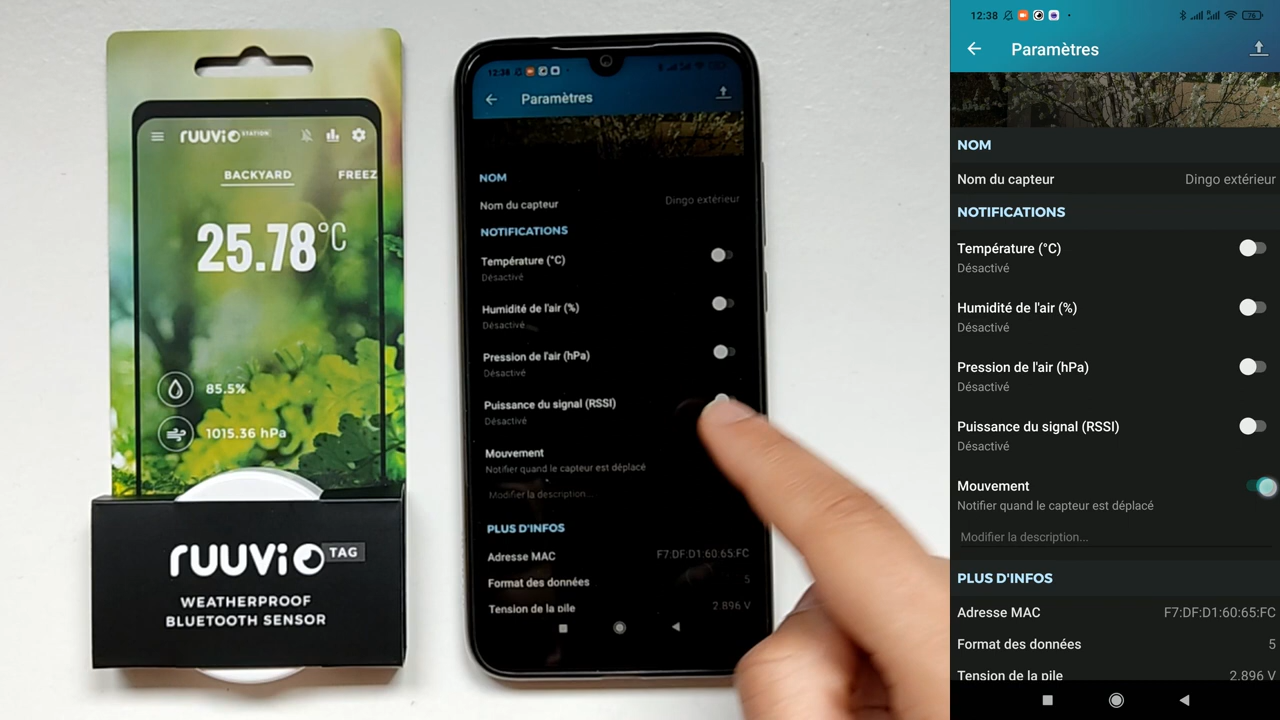 ruuvi STATION
BACKYARD FREEZ
25.78°C
85.5%
1015.36 hPa
ruuvi TAG
WEATHERPROOF
BLUETOOTH SENSOR
12:38
Paramètres
NOM
Nom du capteur Dingo extérieur
NOTIFICATIONS
Température (°C)
Désactivé
Humidité de l'air (%)
Désactivé
Pression de l'air (hPa)
Désactivé
Puissance du signal (RSSI)
Désactivé
Mouvement
Notifier quand le capteur est déplacé
Modifier la description...
PLUS D'INFOS
Adresse MAC F7:DF:D1:60:65:FC
Format des données 5
Tension de la pile 2.896 V
12:38 76
Paramètres
NOM
Nom du capteur Dingo extérieur
NOTIFICATIONS
Température (°C)
Désactivé
Humidité de l'air (%)
Désactivé
Pression de l'air (hPa)
Désactivé
Puissance du signal (RSSI)
Désactivé
Mouvement
Notifier quand le capteur est déplacé
Modifier la description...
PLUS D'INFOS
Adresse MAC F7:DF:D1:60:65:FC
Format des données 5
Tension de la pile 2.896 V